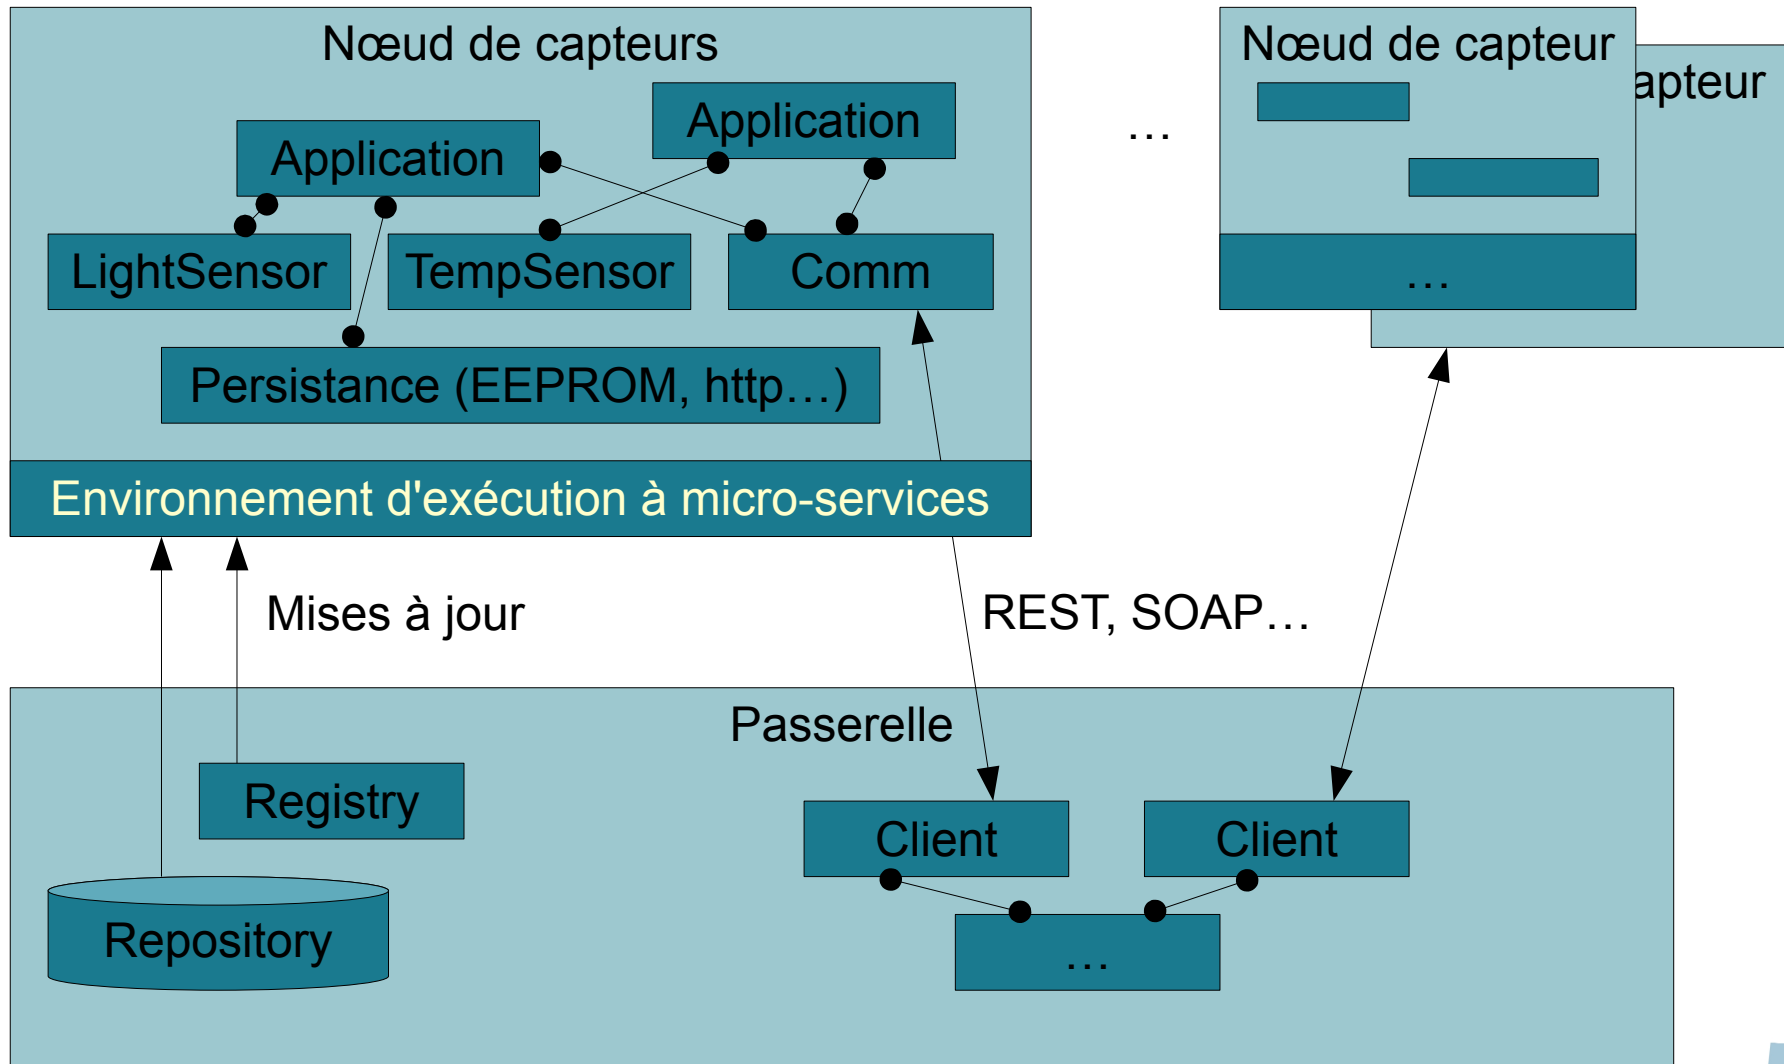 Nœud de capteurs
Nœud de capteur
apteur
Application
Application
…
LightSensor
TempSensor
Comm
…
Persistance (EEPROM, http…)
Environnement d'exécution à micro-services
Mises à jour
REST, SOAP…
Passerelle
Registry
Client
Client
Repository
…